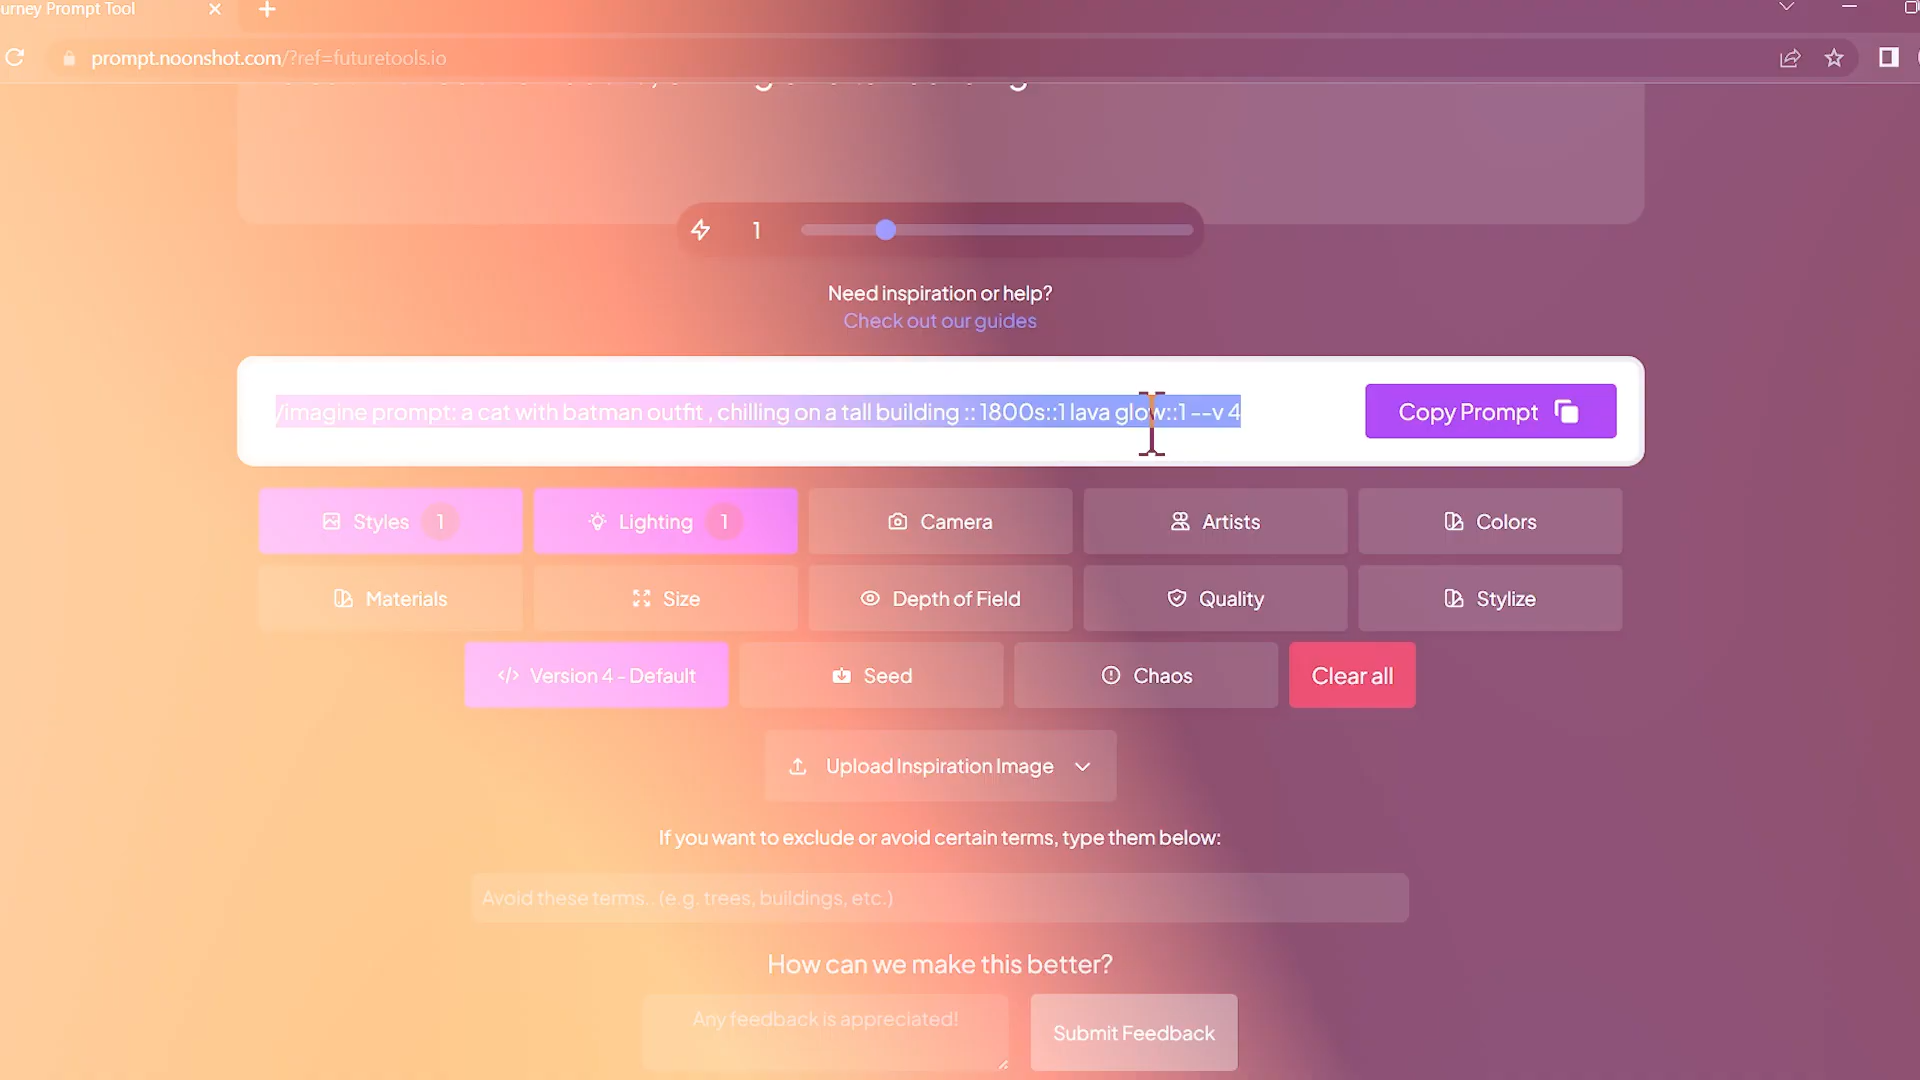 urney Prompt Tool
prompt.noonshot.com/?ref=futuretools.io
1
Need inspiration or help?
Check out our guides
/imagine prompt: a cat with batman outfit , chilling on a tall building :: 1800s::1 lava glow::1 --v 4
Copy Prompt
Styles 1
Lighting 1
Camera
Artists
Colors
Materials
Size
Depth of Field
Quality
Stylize
Version 4 - Default
Seed
Chaos
Clear all
Upload Inspiration Image
If you want to exclude or avoid certain terms, type them below:
Avoid these terms.. (e.g. trees, buildings, etc.)
How can we make this better?
Any feedback is appreciated!
Submit Feedback